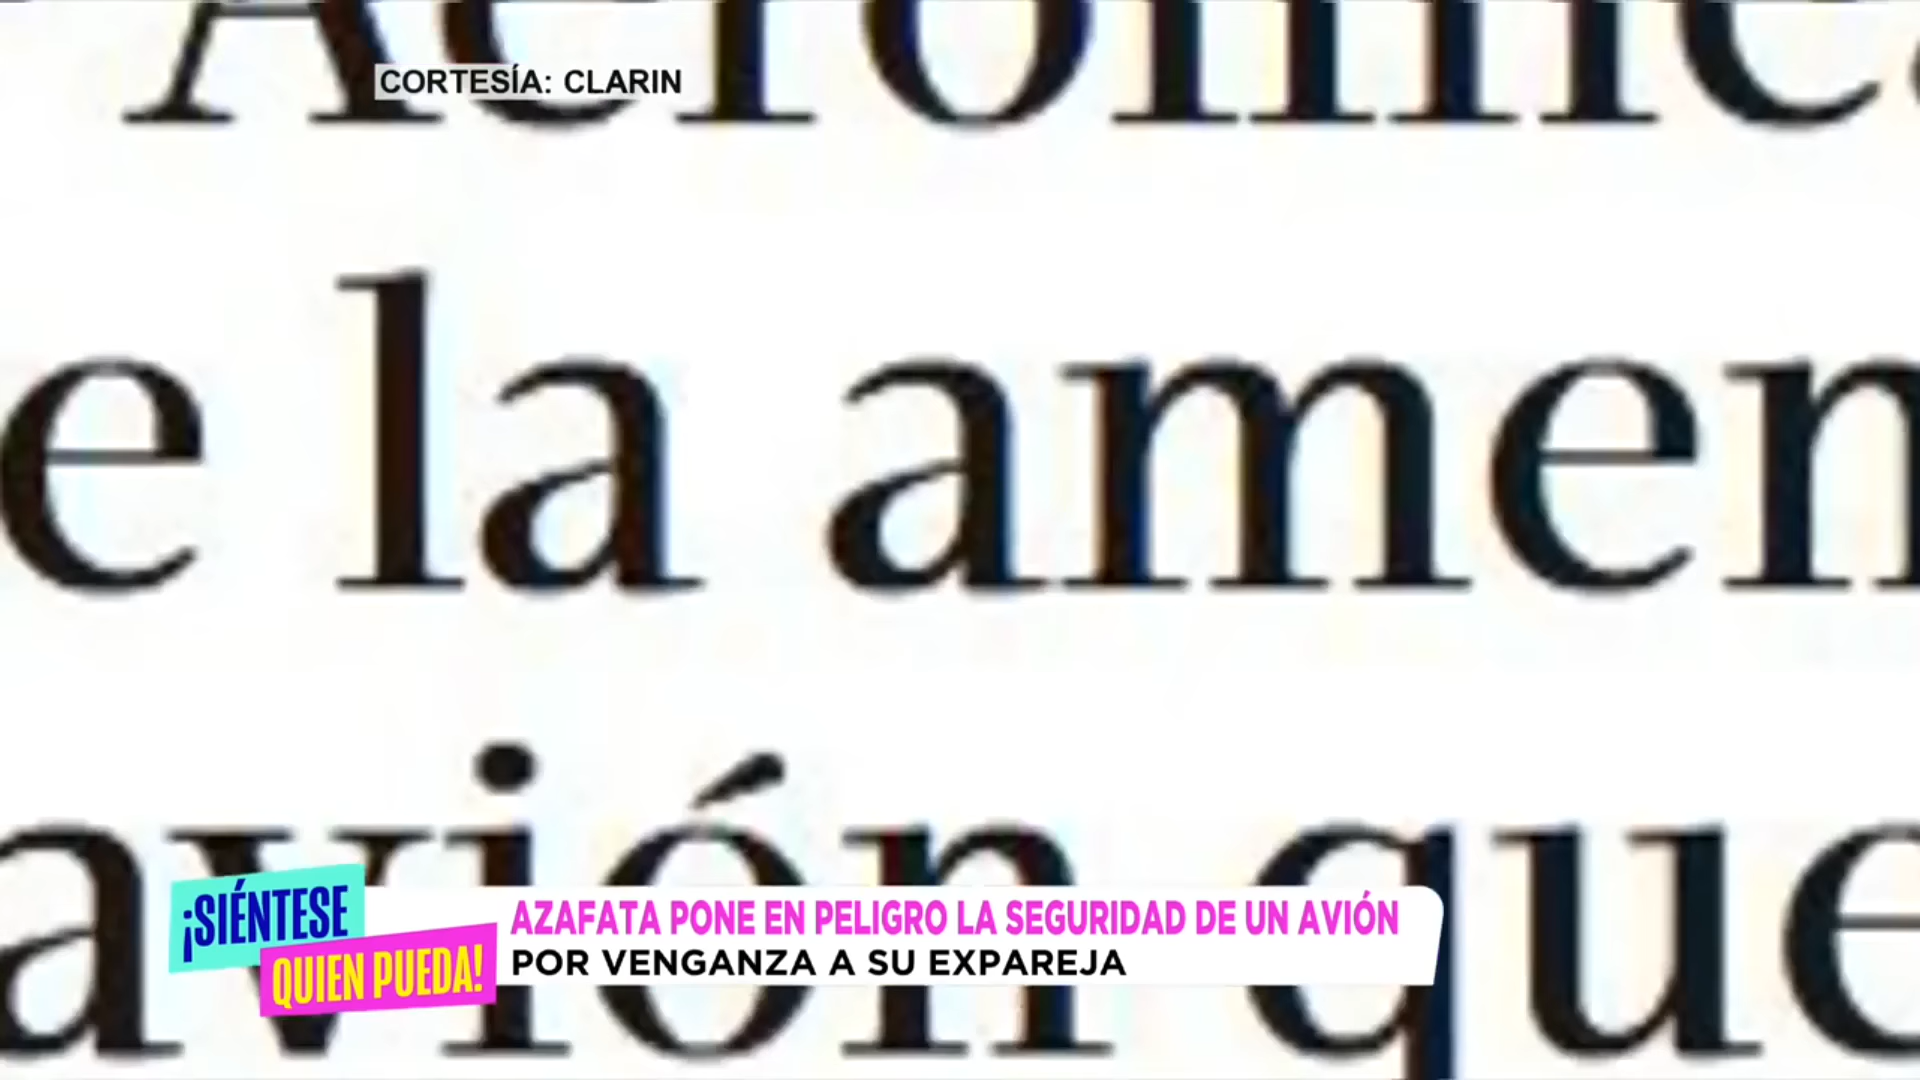 CORTESÍA: CLARIN
e la amen
avión que
¡SIÉNTESE
QUIEN PUEDA!
AZAFATA PONE EN PELIGRO LA SEGURIDAD DE UN AVIÓN
POR VENGANZA A SU EXPAREJA